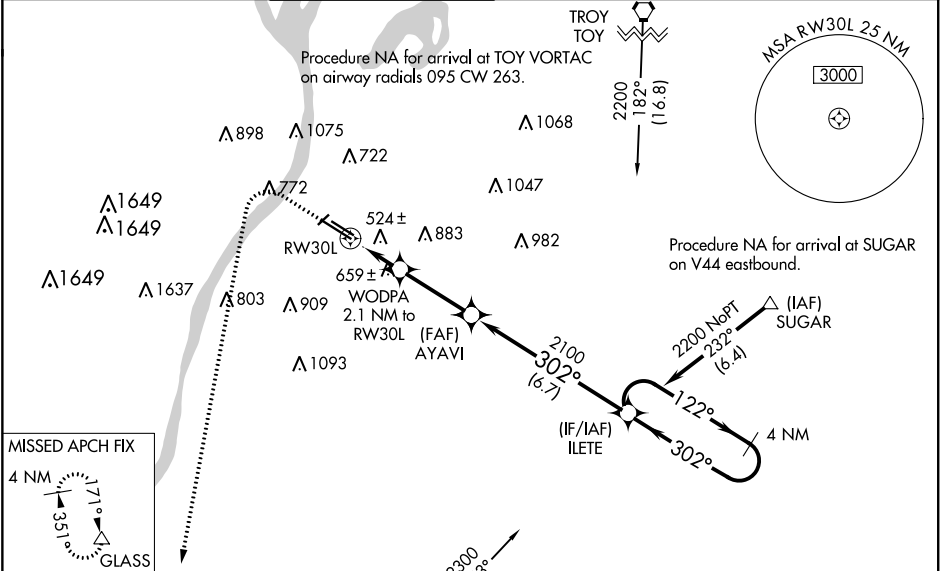 TROY
TOY
Procedure NA for arrival at TOY VORTAC
on airway radials 095 CW 263.
2200
182°
(16.8)
MSA RW30L 25 NM
3000
898
1075
722
1068
772
1047
1649
1649
524 ±
883
982
RW30L
Procedure NA for arrival at SUGAR
on V44 eastbound.
1649
1637
803
909
659 ±
WODPA
2.1 NM to
RW30L
(FAF)
AYAVI
(IAF)
SUGAR
2200 NoPT
232°
(6.4)
2100
302°
(6.7)
1093
122°
302°
4 NM
(IF/IAF)
ILETE
MISSED APCH FIX
4 NM
171°
351°
GLASS
2300